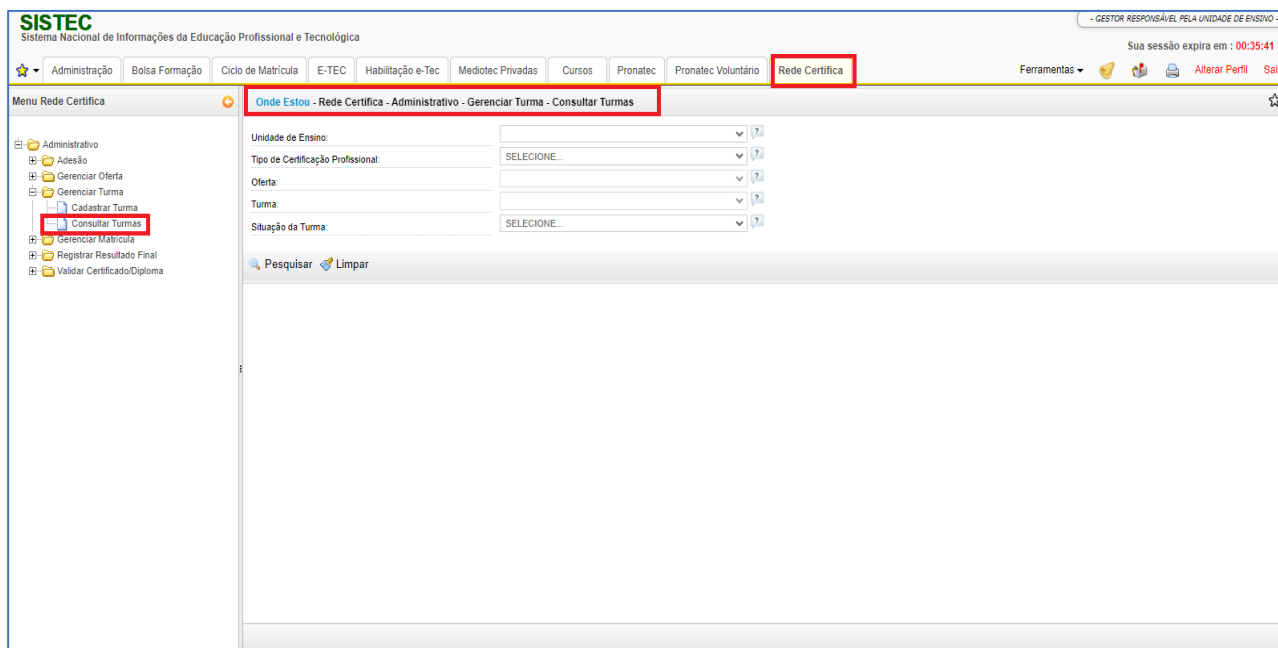 SISTEC
Sistema Nacional de Informações da Educação Profissional e Tecnológica
- GESTOR RESPONSÁVEL PELA UNIDADE DE ENSINO -
Sua sessão expira em : 00:35:41
Administração Bolsa Formação Ciclo de Matrícula E-TEC Habilitação e-Tec Mediotec Privadas Cursos Pronatec Pronatec Voluntário Rede Certifica Ferramentas Alterar Perfil Sai
Menu Rede Certifica
Onde Estou - Rede Certifica - Administrativo - Gerenciar Turma - Consultar Turmas
Administrativo
Adesão
Gerenciar Oferta
Gerenciar Turma
Cadastrar Turma
Consultar Turmas
Gerenciar Matrícula
Registrar Resultado Final
Validar Certificado/Diploma
Unidade de Ensino: ?
Tipo de Certificação Profissional: SELECIONE... ?
Oferta: ?
Turma: ?
Situação da Turma: SELECIONE... ?
Pesquisar Limpar